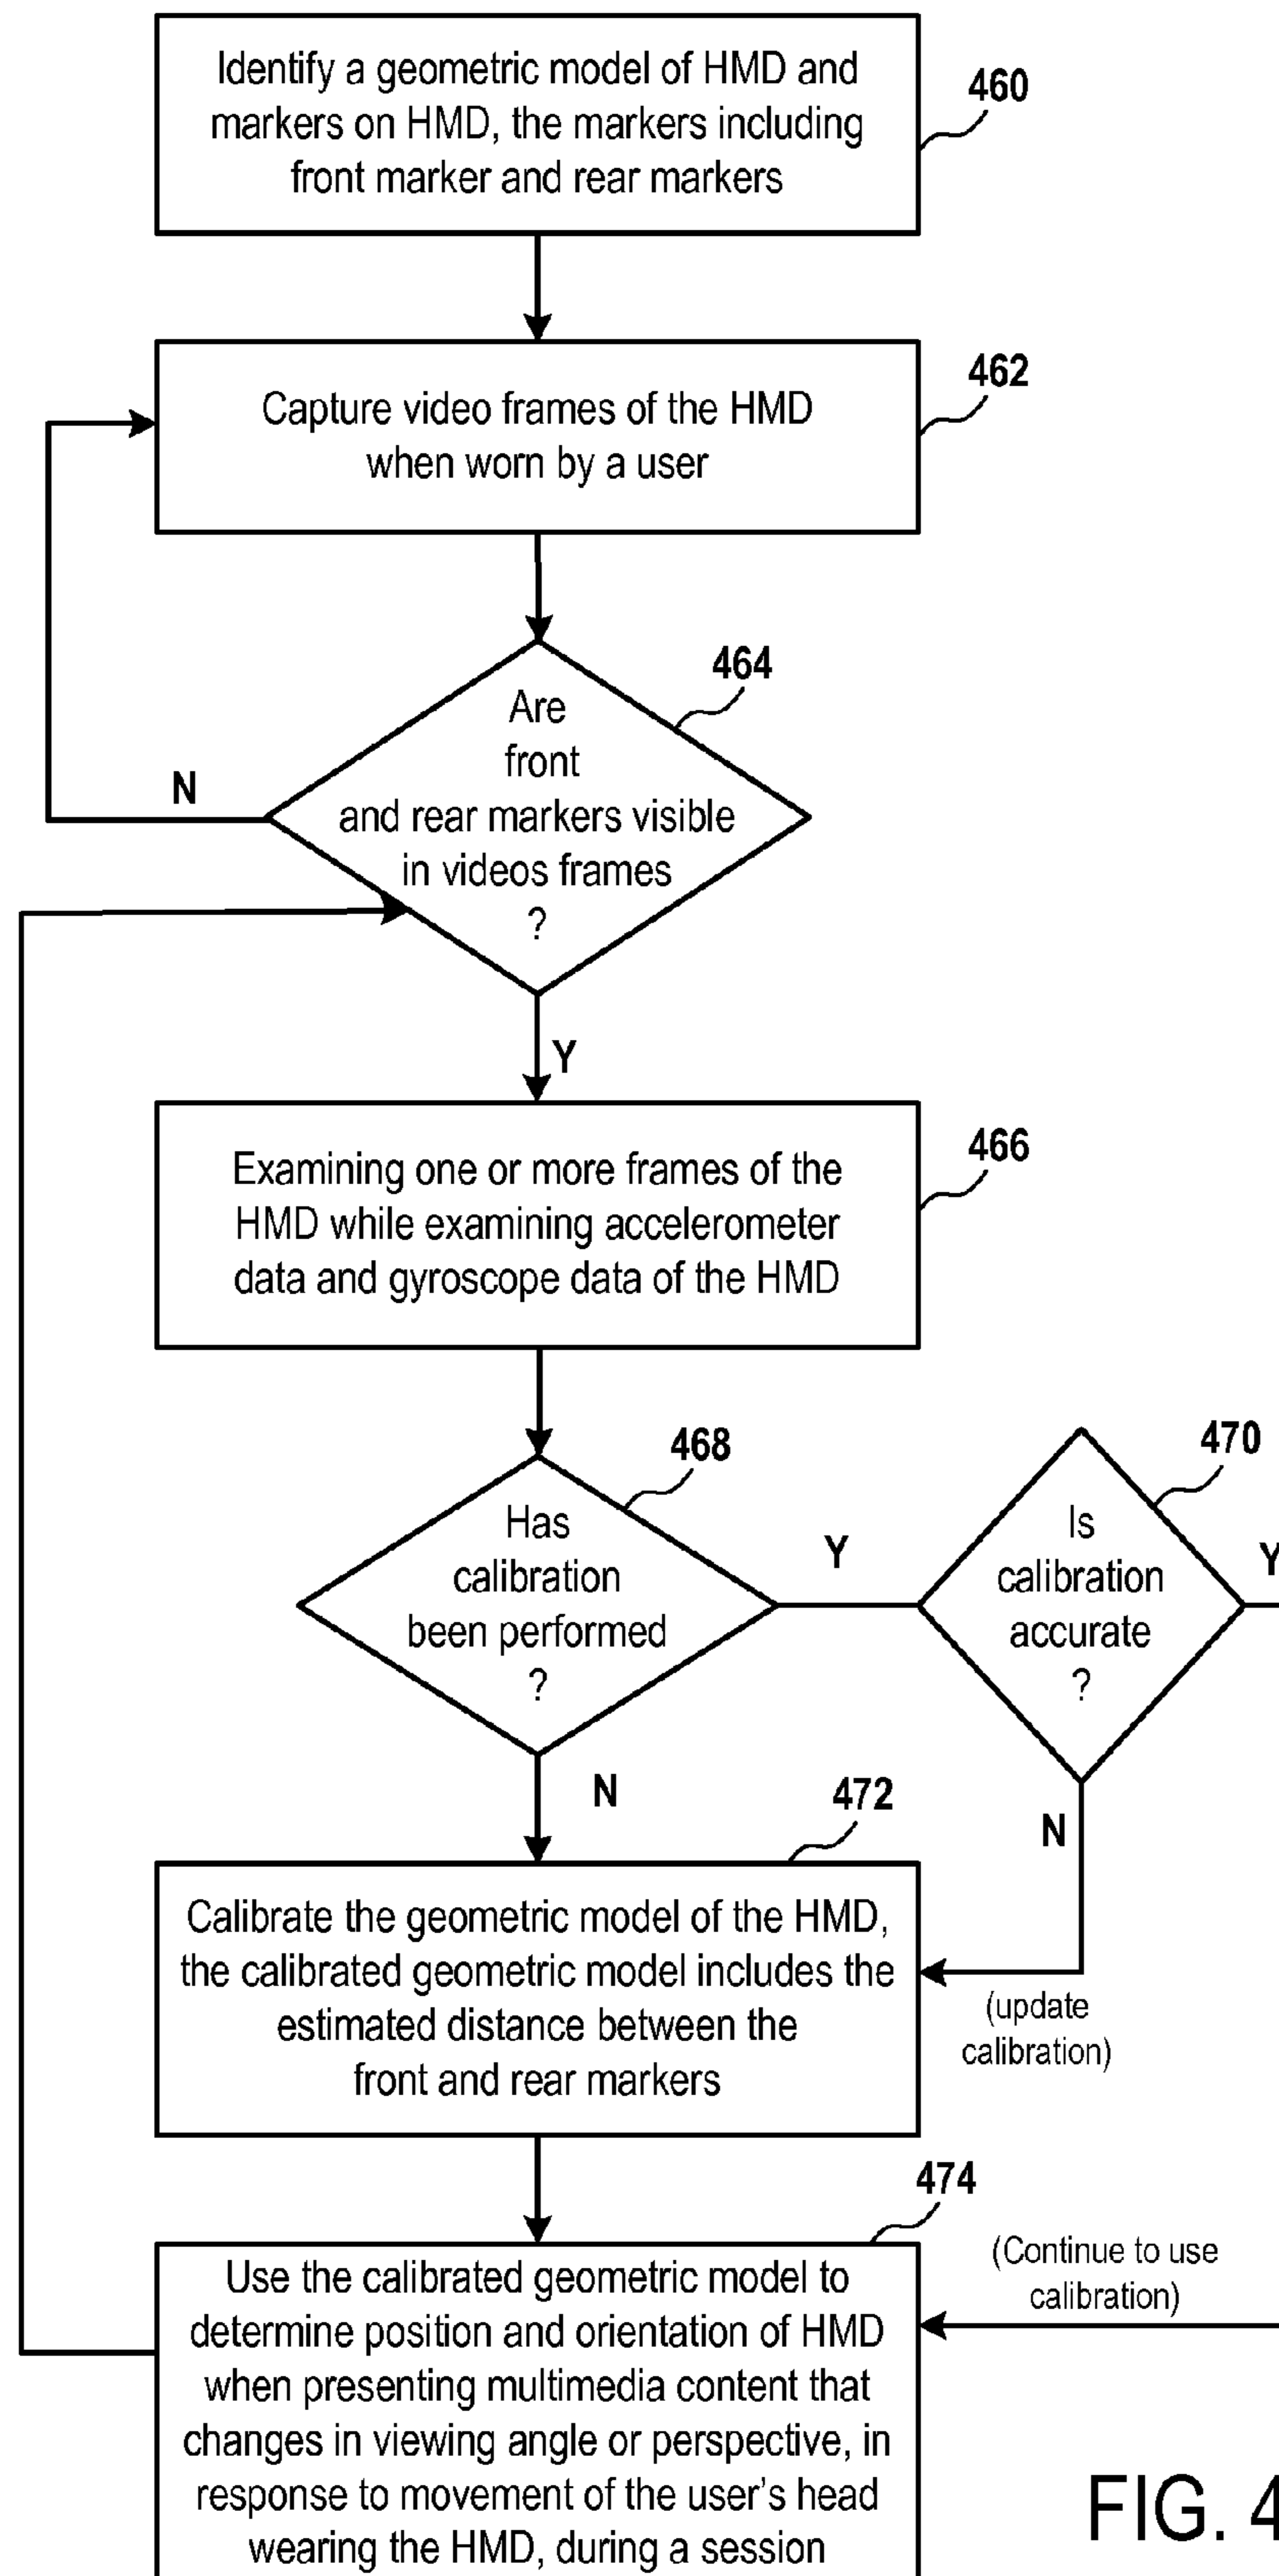 Identify a geometric model of HMD and
markers on HMD, the markers including
front marker and rear markers
460
Capture video frames of the HMD
when worn by a user
462
464
Are
front
and rear markers visible
in videos frames
?
N
Y
Examining one or more frames of the
HMD while examining accelerometer
data and gyroscope data of the HMD
466
468
Has
calibration
been performed
?
Y
470
Is
calibration
accurate
?
Y
N
N
472
Calibrate the geometric model of the HMD,
the calibrated geometric model includes the
estimated distance between the
front and rear markers
(update
calibration)
474
Use the calibrated geometric model to
determine position and orientation of HMD
when presenting multimedia content that
changes in viewing angle or perspective, in
response to movement of the user's head
wearing the HMD, during a session
(Continue to use
calibration)
FIG. 4